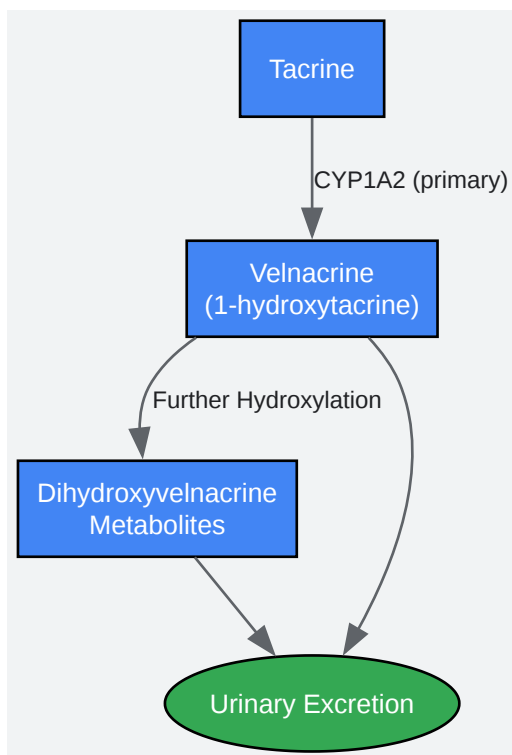 Tacrine
CYP1A2 (primary)
Velnacrine
(1-hydroxytacrine)
Further Hydroxylation
Dihydroxyvelnacrine
Metabolites
Urinary Excretion